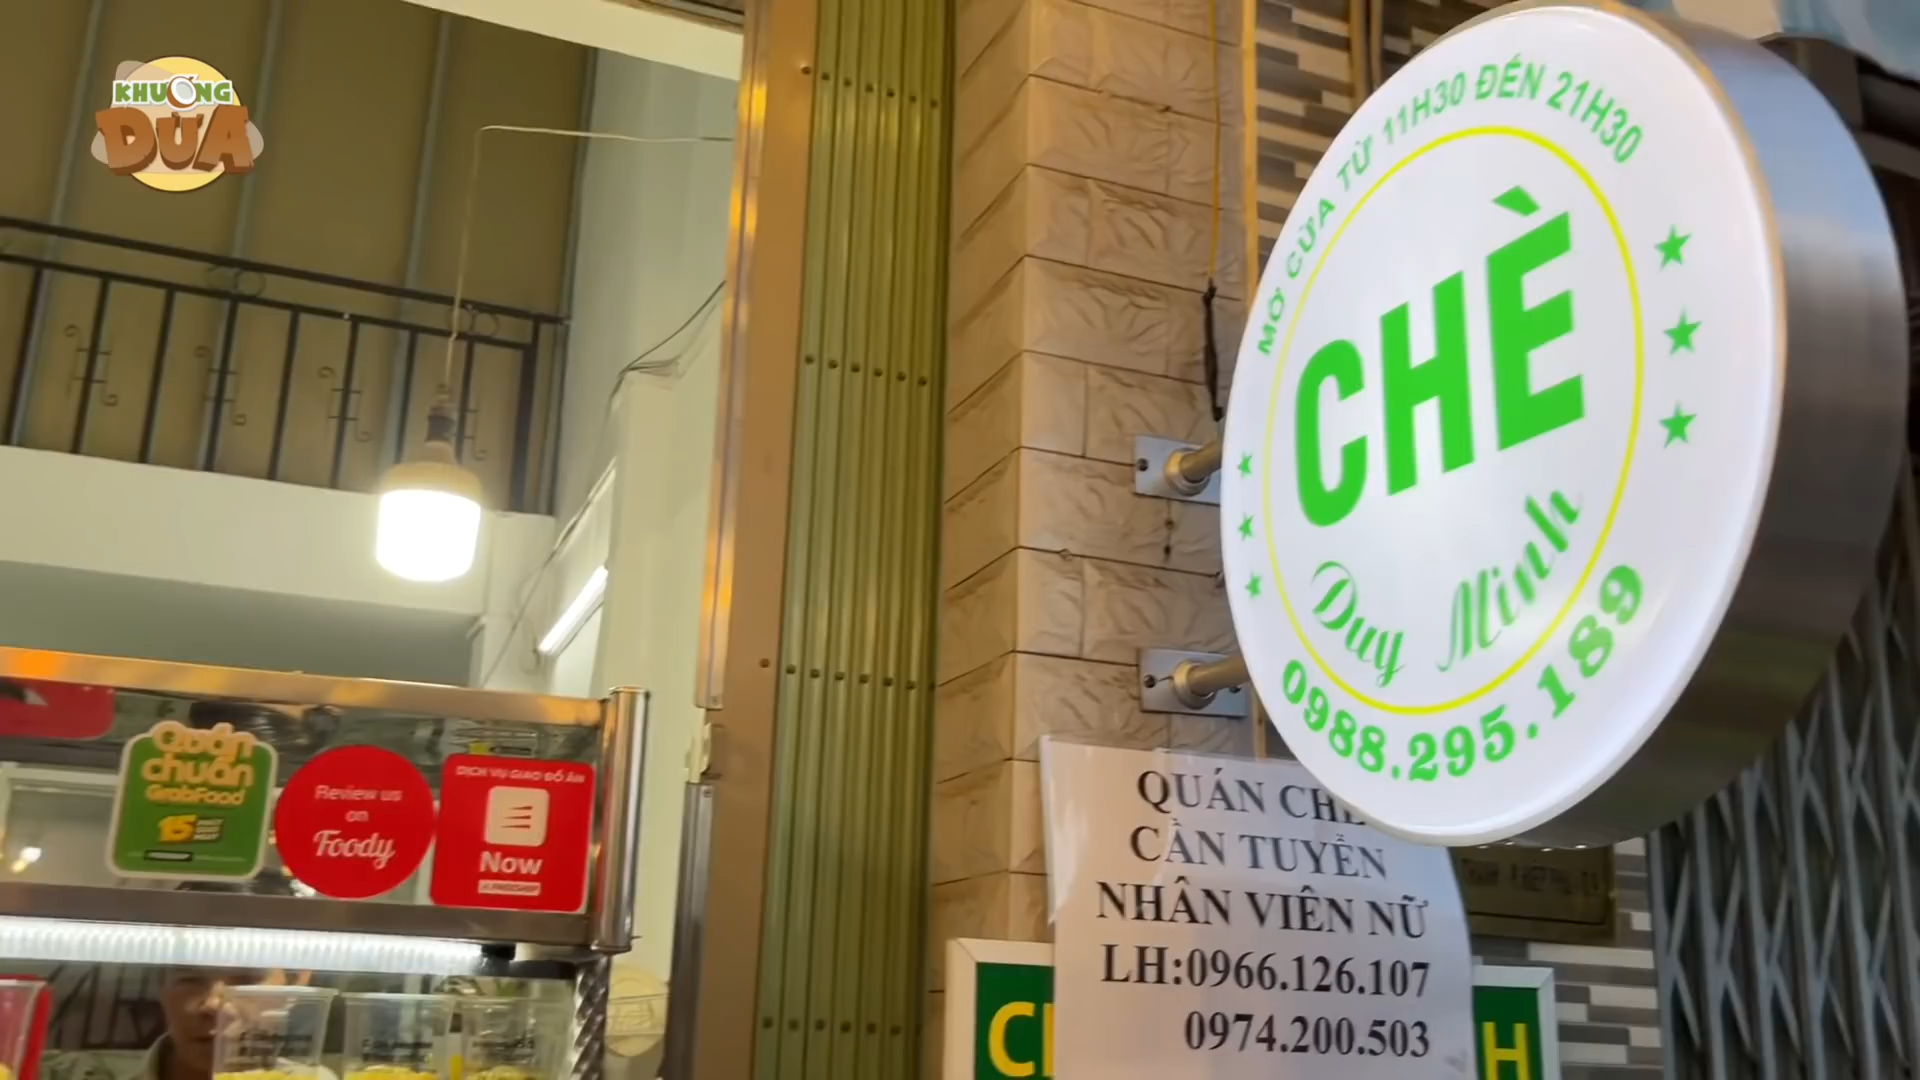 KHƯƠNG
DỪA
MỞ CỬA TỪ 11H30 ĐẾN 21H30
CHÈ
Duy Minh
0988.295.189
QUÁN CHÈ
CẦN TUYỂN
NHÂN VIÊN NỮ
LH:0966.126.107
0974.200.503
Quán
chuẩn
GrabFood
15
Review us
on
Foody
DỊCH VỤ GIAO ĐỒ ĂN
Now
H